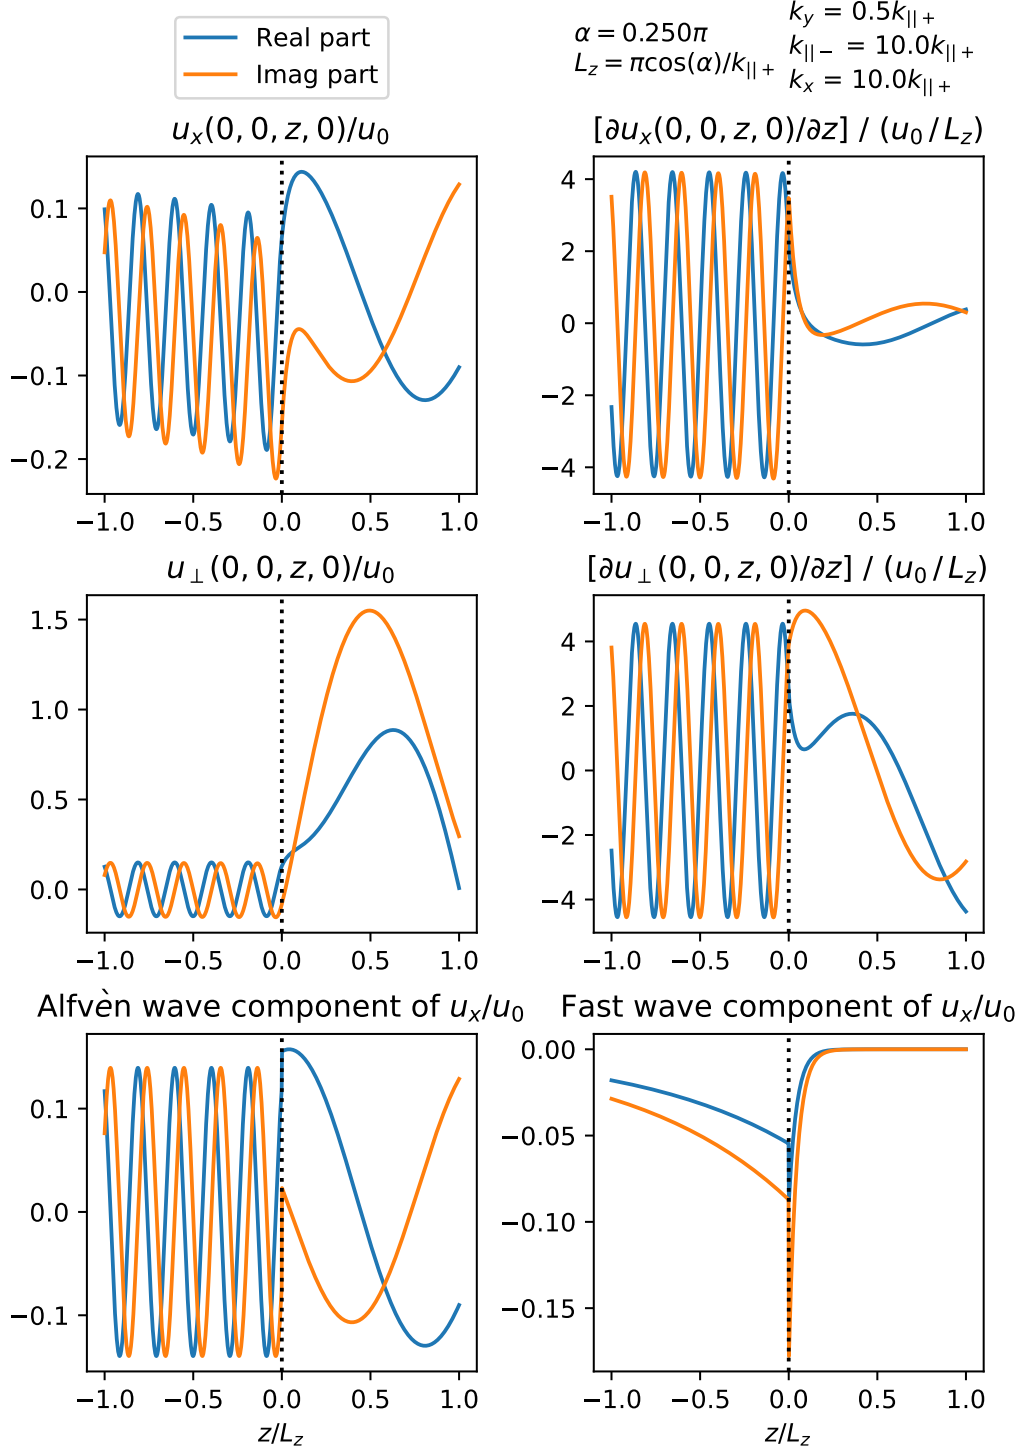 Real part
Imag part
α = 0.250π
L_z = πcos(α)/k_{||+}
k_y = 0.5k_{||+}
k_{||−} = 10.0k_{||+}
k_x = 10.0k_{||+}
u_x(0, 0, z, 0)/u_0
0.1
0.0
−0.1
−0.2
−1.0 −0.5 0.0 0.5 1.0
[∂u_x(0, 0, z, 0)/∂z] / (u_0/L_z)
4
2
0
−2
−4
−1.0 −0.5 0.0 0.5 1.0
u_⊥(0, 0, z, 0)/u_0
1.5
1.0
0.5
0.0
−1.0 −0.5 0.0 0.5 1.0
[∂u_⊥(0, 0, z, 0)/∂z] / (u_0/L_z)
4
2
0
−2
−4
−1.0 −0.5 0.0 0.5 1.0
Alfvèn wave component of u_x/u_0
0.1
0.0
−0.1
−1.0 −0.5 0.0 0.5 1.0
z/L_z
Fast wave component of u_x/u_0
0.00
−0.05
−0.10
−0.15
−1.0 −0.5 0.0 0.5 1.0
z/L_z